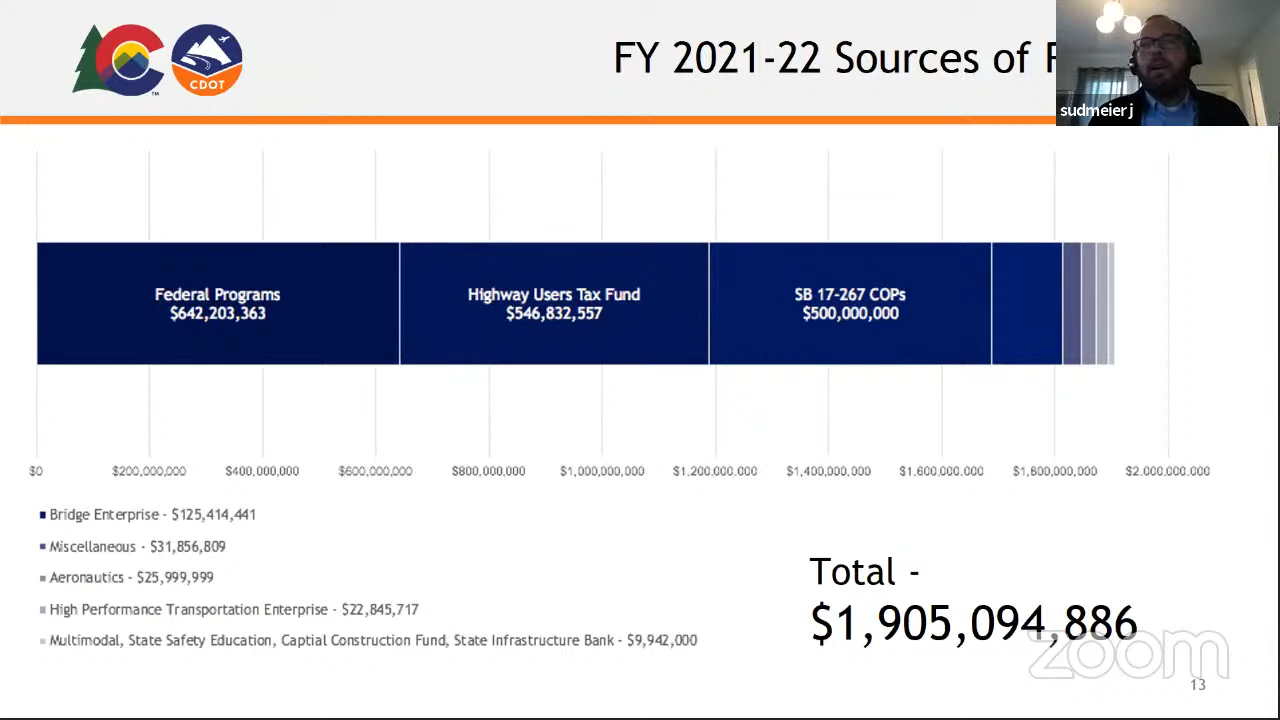 CDOT
TM
FY 2021-22 Sources of
sudmeier j
Federal Programs
$642,203,363
Highway Users Tax Fund
$546,832,557
SB 17-267 COPs
$500,000,000
$0 $200,000,000 $400,000,000 $600,000,000 $800,000,000 $1,000,000,000 $1,200,000,000 $1,400,000,000 $1,600,000,000 $1,800,000,000 $2,000,000,000
Bridge Enterprise - $125,414,441
Miscellaneous - $31,856,809
Aeronautics - $25,999,999
High Performance Transportation Enterprise - $22,845,717
Multimodal, State Safety Education, Captial Construction Fund, State Infrastructure Bank - $9,942,000
Total -
$1,905,094,886
zoom
13